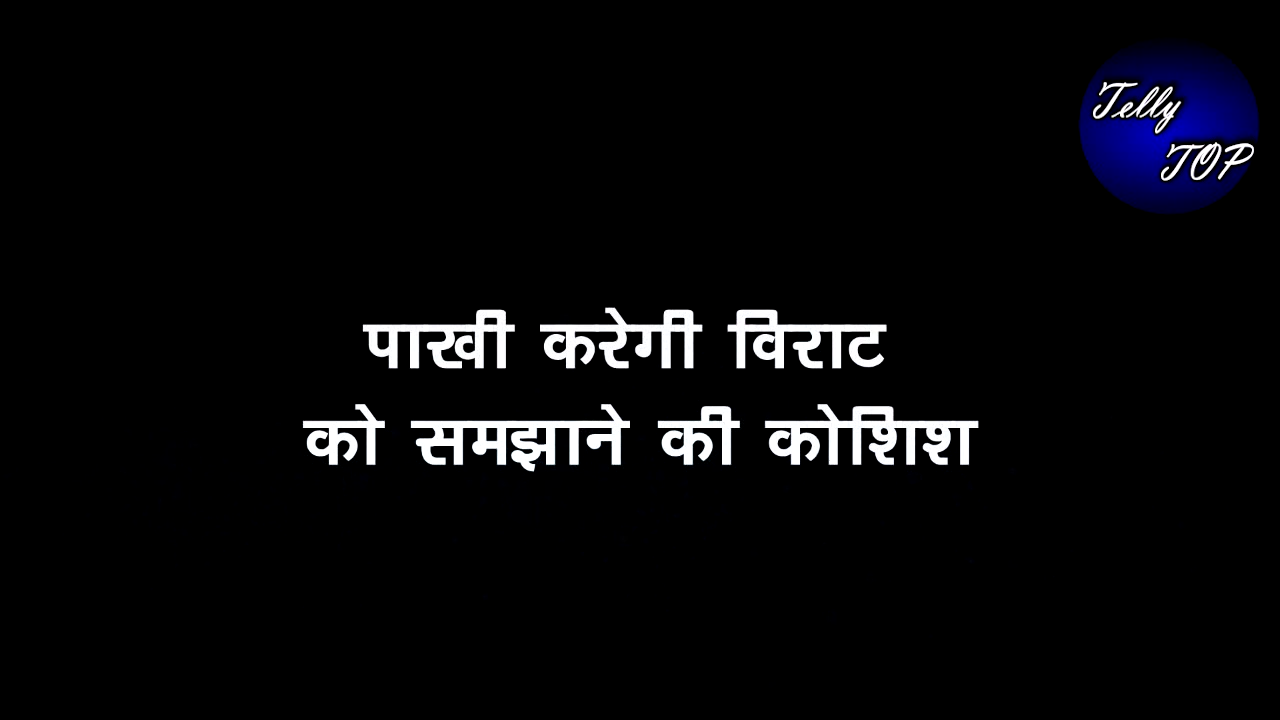 Telly
TOP
पाखी करेगी विराट
को समझाने की कोशिश